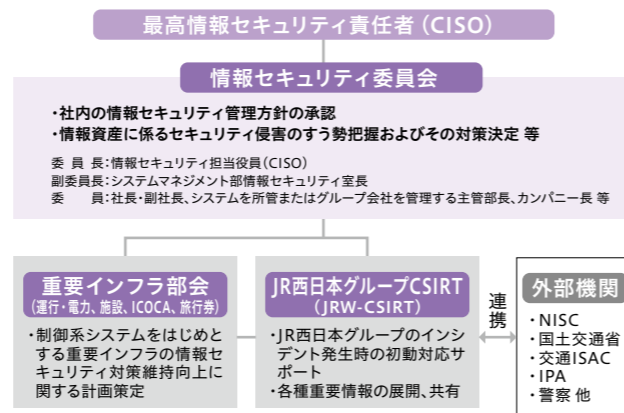 最高情報セキュリティ責任者（CISO）
情報セキュリティ委員会
・社内の情報セキュリティ管理方針の承認
・情報資産に係るセキュリティ侵害のすう勢把握およびその対策決定 等
委 員 長：情報セキュリティ担当役員（CISO）
副委員長：システムマネジメント部情報セキュリティ室長
委　　員：社長・副社長、システムを所管またはグループ会社を管理する主管部長、カンパニー長 等
重要インフラ部会
（運行・電力、施設、ICOCA、旅行券）
・制御系システムをはじめと
する重要インフラの情報セ
キュリティ対策維持向上に
関する計画策定
JR西日本グループCSIRT
（JRW-CSIRT）
・JR西日本グループのインシ
デント発生時の初動対応サ
ポート
・各種重要情報の展開、共有
連携
外部機関
・NISC
・国土交通省
・交通ISAC
・IPA
・警察 他